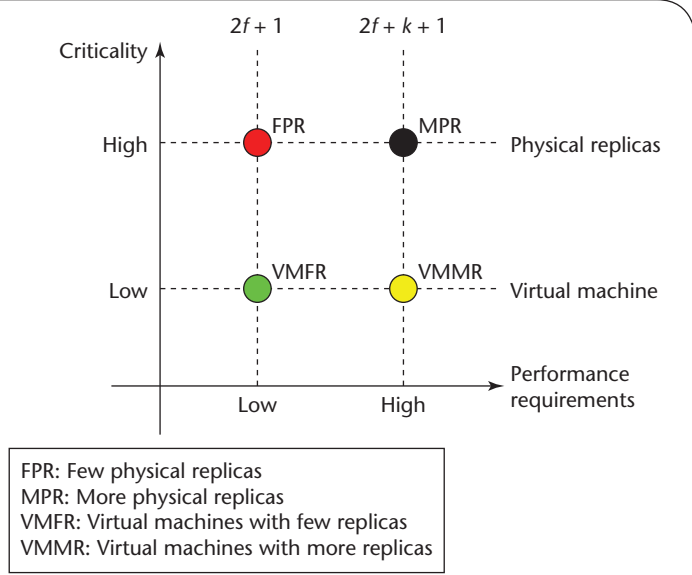 2f + 1
2f + k + 1
Criticality
FPR
MPR
High
Physical replicas
VMFR
VMMR
Low
Virtual machine
Performance
requirements
Low
High
FPR: Few physical replicas
MPR: More physical replicas
VMFR: Virtual machines with few replicas
VMMR: Virtual machines with more replicas